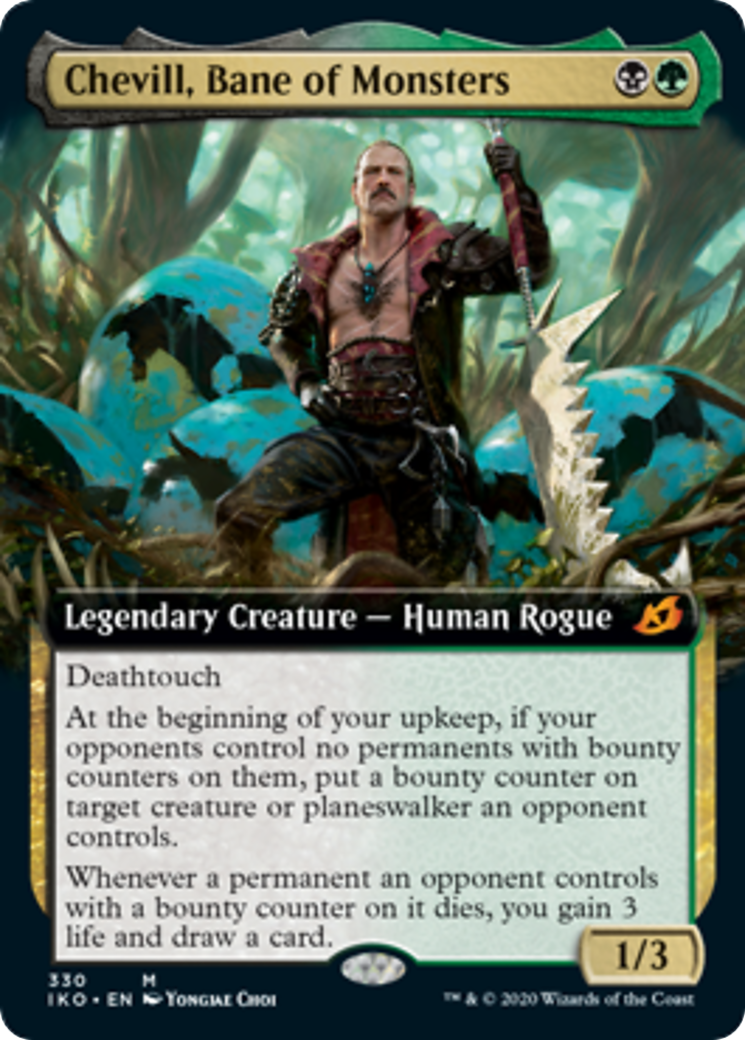 Chevill, Bane of Monsters
Legendary Creature — Human Rogue
Deathtouch
At the beginning of your upkeep, if your
opponents control no permanents with bounty
counters on them, put a bounty counter on
target creature or planeswalker an opponent
controls.
Whenever a permanent an opponent controls
with a bounty counter on it dies, you gain 3
life and draw a card.
1/3
330 M
IKO • EN Yongjae Choi
™ & © 2020 Wizards of the Coast